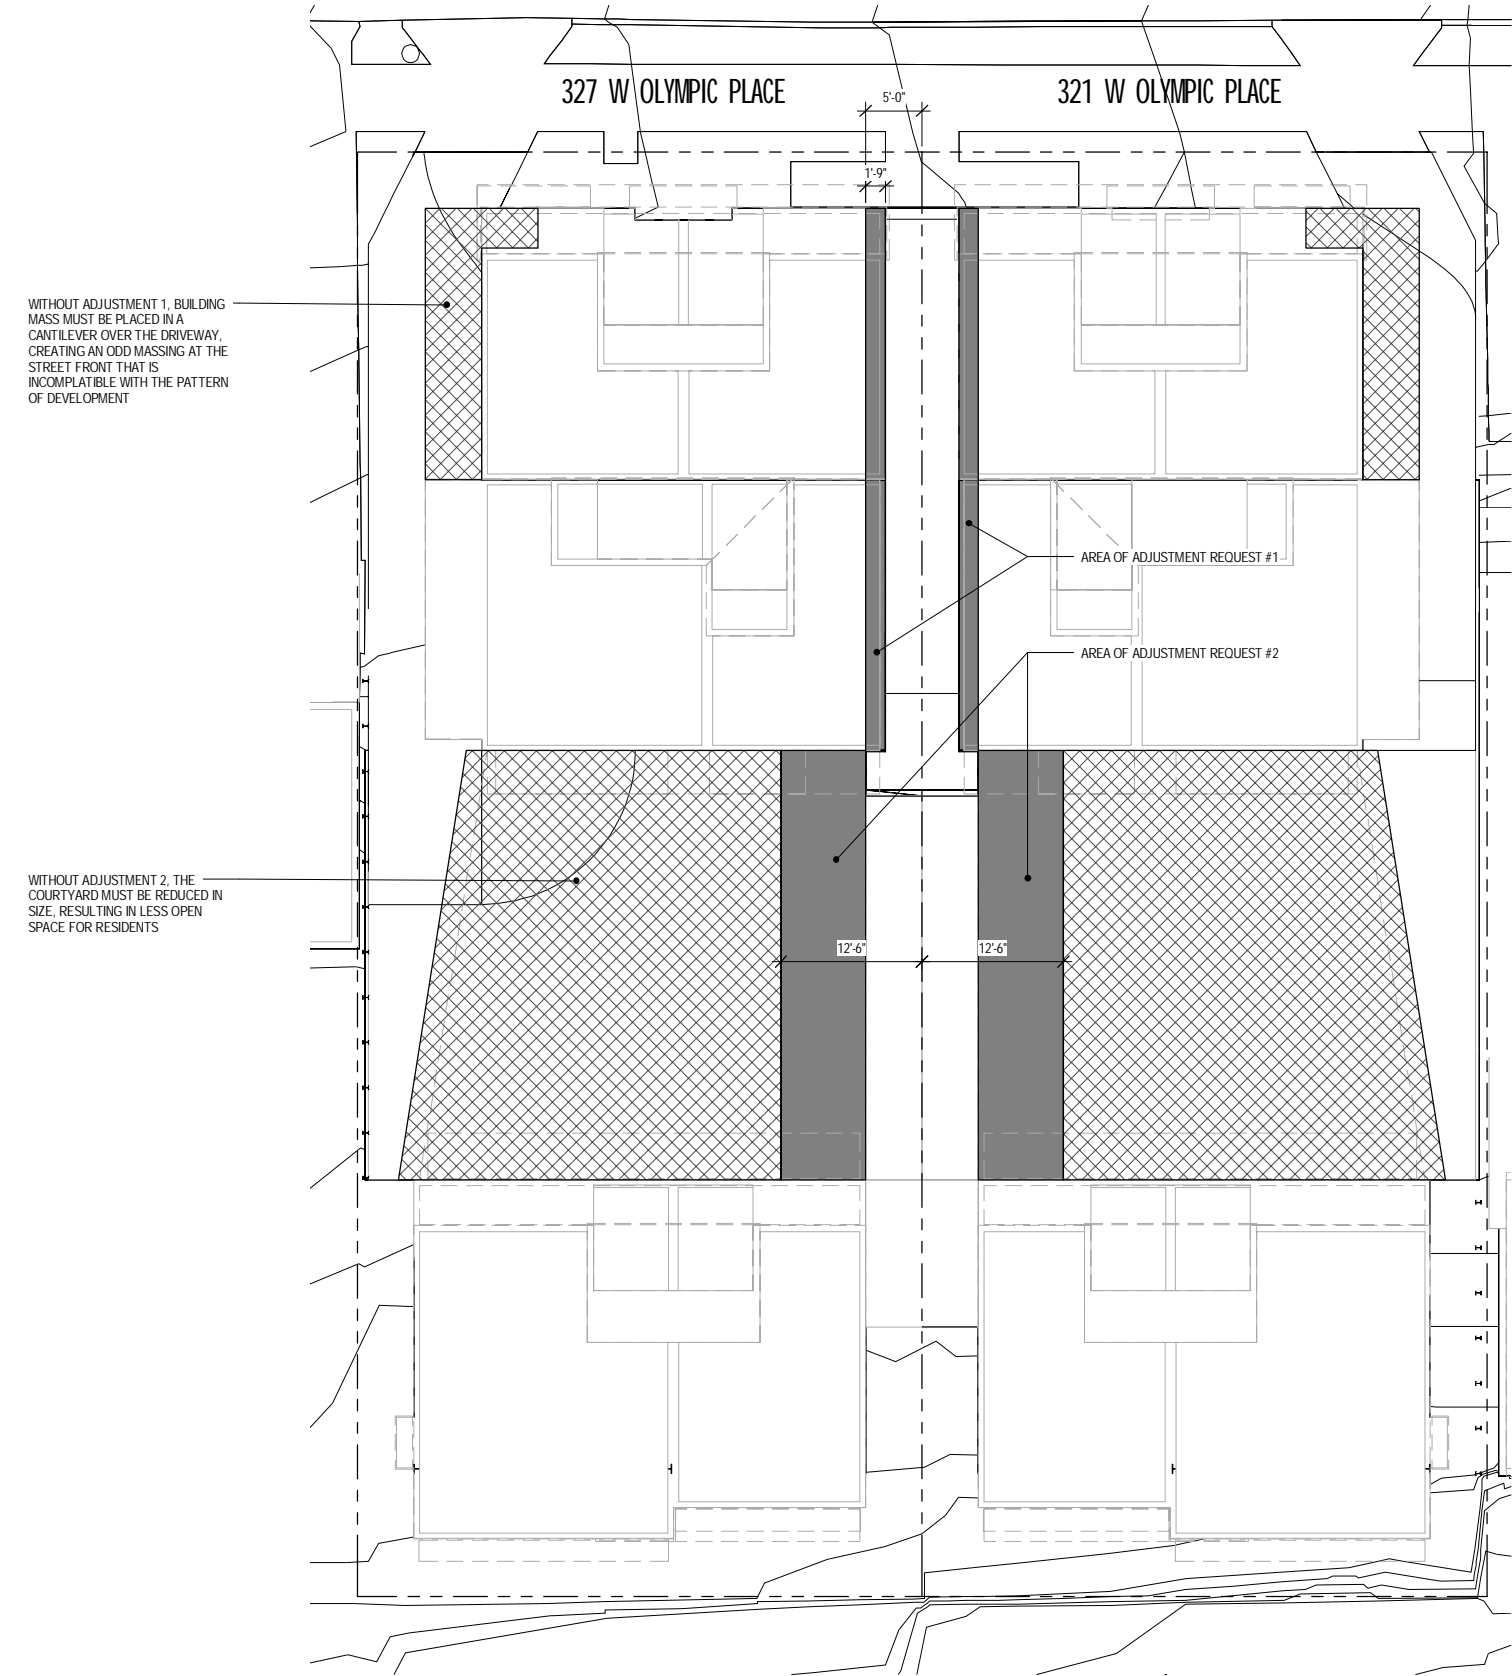 327 W OLYMPIC PLACE
321 W OLYMPIC PLACE
5'-0"
1'-9"
WITHOUT ADJUSTMENT 1, BUILDING
MASS MUST BE PLACED IN A
CANTILEVER OVER THE DRIVEWAY,
CREATING AN ODD MASSING AT THE
STREET FRONT THAT IS
INCOMPLATIBLE WITH THE PATTERN
OF DEVELOPMENT
AREA OF ADJUSTMENT REQUEST #1
AREA OF ADJUSTMENT REQUEST #2
WITHOUT ADJUSTMENT 2, THE
COURTYARD MUST BE REDUCED IN
SIZE, RESULTING IN LESS OPEN
SPACE FOR RESIDENTS
12'-6"
12'-6"